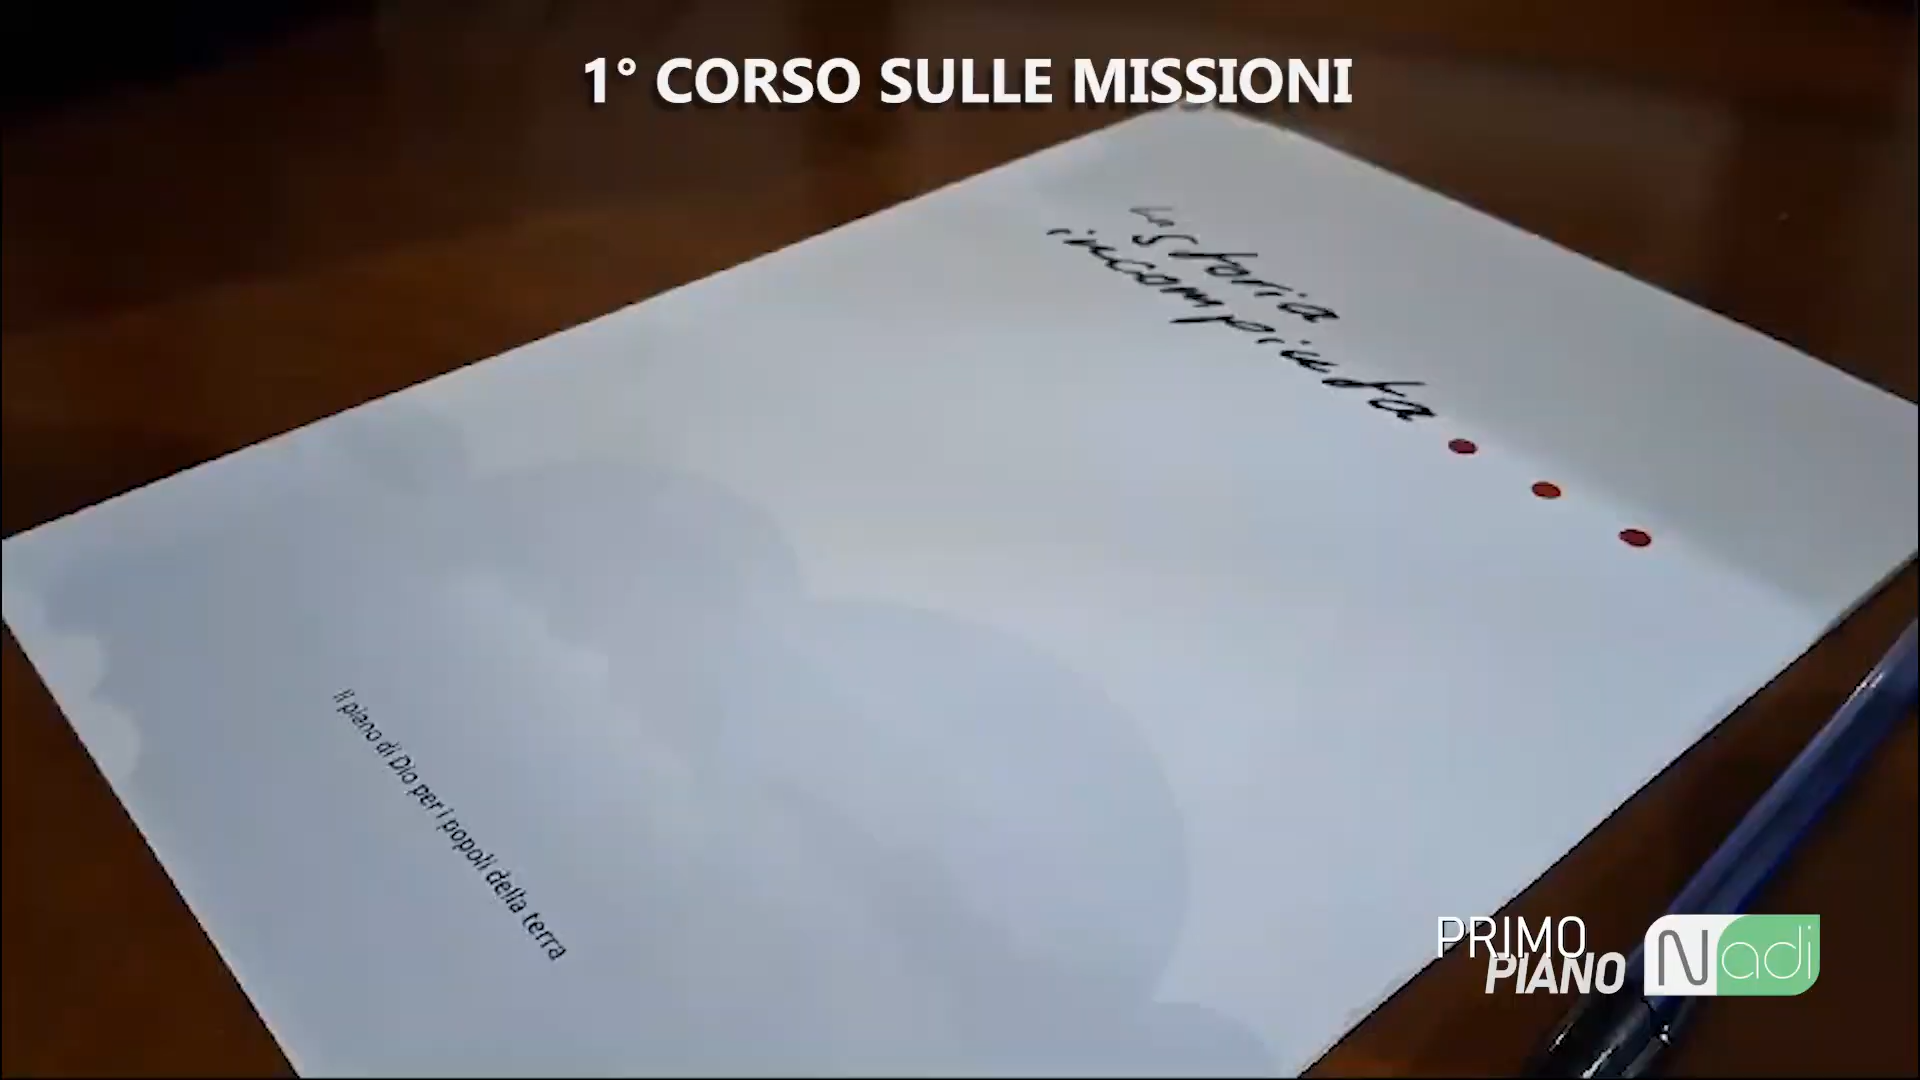 1° CORSO SULLE MISSIONI
La storia
incompiuta
Il piano di Dio per i popoli della terra
PRIMO
PIANO
Nadi